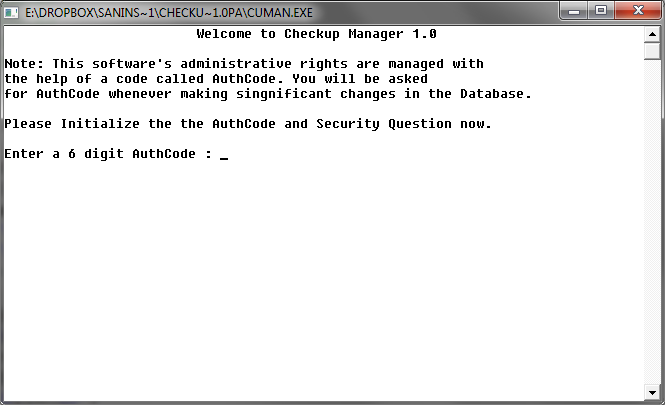 E:\DROPBOX\SANINS~1\CHECKU~1.0PA\CUMAN.EXE
Welcome to Checkup Manager 1.0
Note: This software's administrative rights are managed with
the help of a code called AuthCode. You will be asked
for AuthCode whenever making singnificant changes in the Database.
Please Initialize the the AuthCode and Security Question now.
Enter a 6 digit AuthCode : _